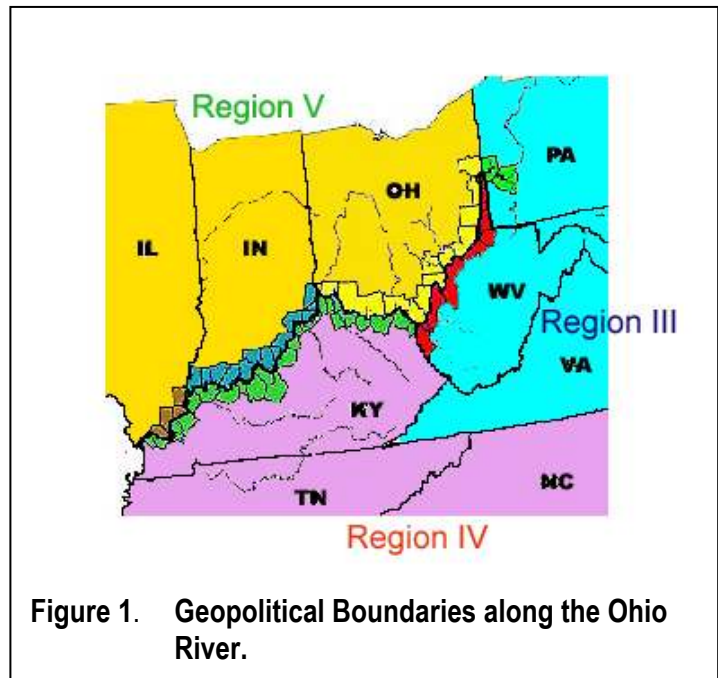 Region V
PA
OH
IL
IN
WV
Region III
VA
KY
TN
NC
Region IV
Figure 1. Geopolitical Boundaries along the Ohio
River.